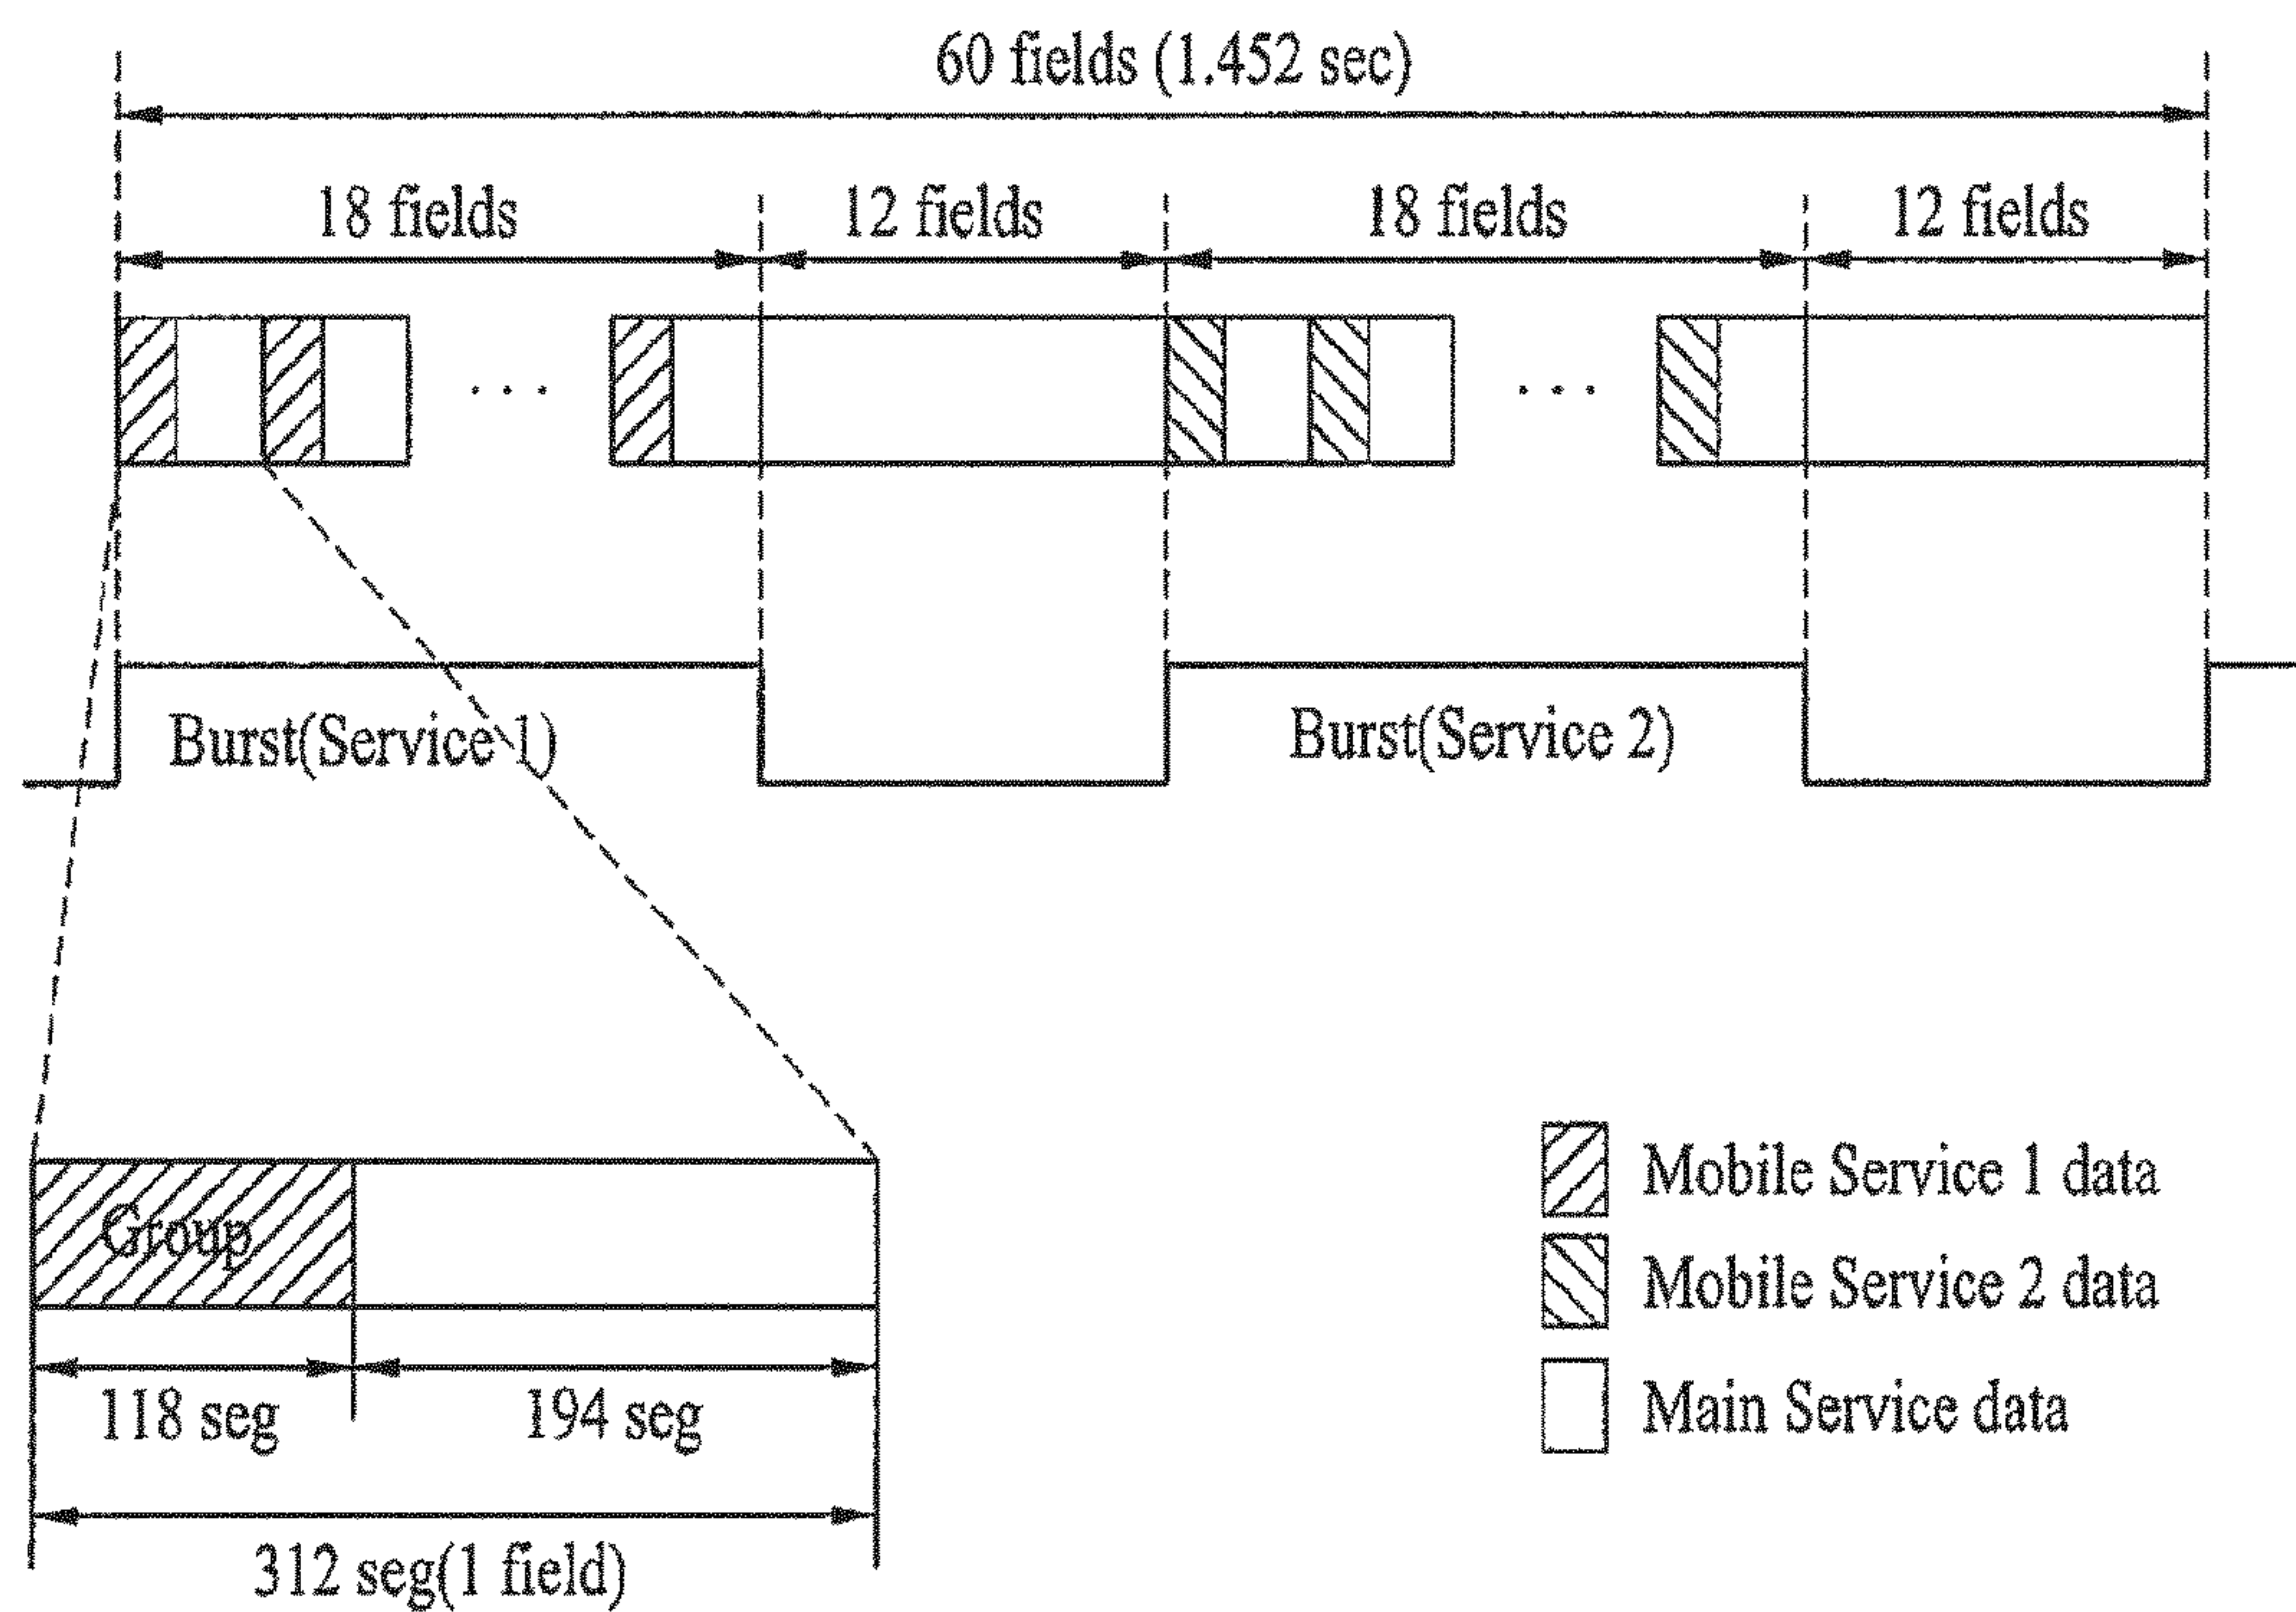 60 fields (1.452 sec)
18 fields 12 fields 18 fields 12 fields
. . . . . .
Burst(Service 1) Burst(Service 2)
Group
118 seg 194 seg
312 seg(1 field)
Mobile Service 1 data
Mobile Service 2 data
Main Service data